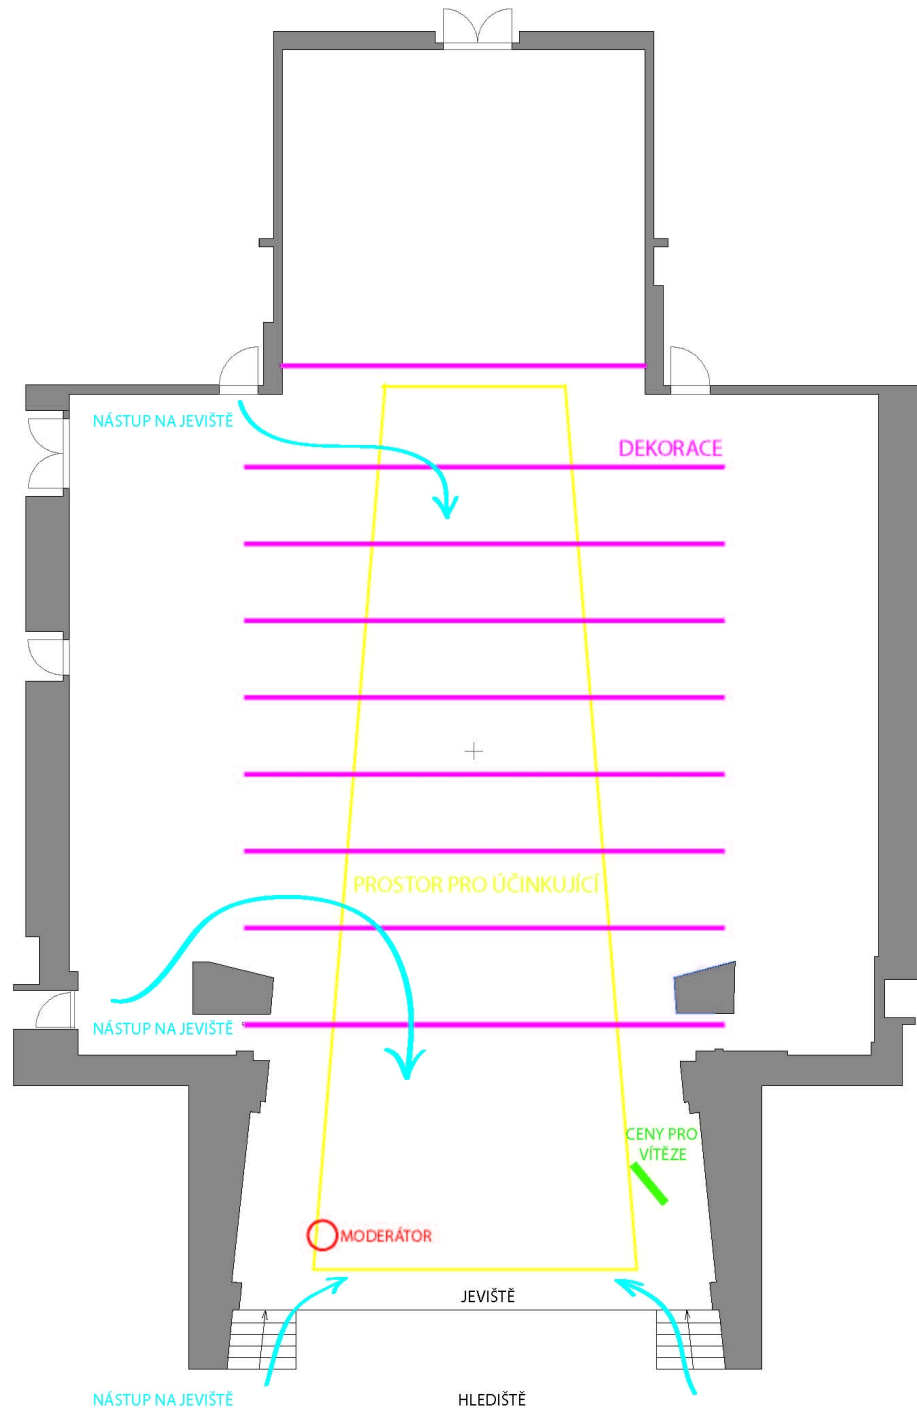 NÁSTUP NA JEVIŠTĚ
DEKORACE
PROSTOR PRO ÚČINKUJÍCÍ
NÁSTUP NA JEVIŠTĚ
CENY PRO
VÍTĚZE
MODERÁTOR
JEVIŠTĚ
NÁSTUP NA JEVIŠTĚ
HLEDIŠTĚ